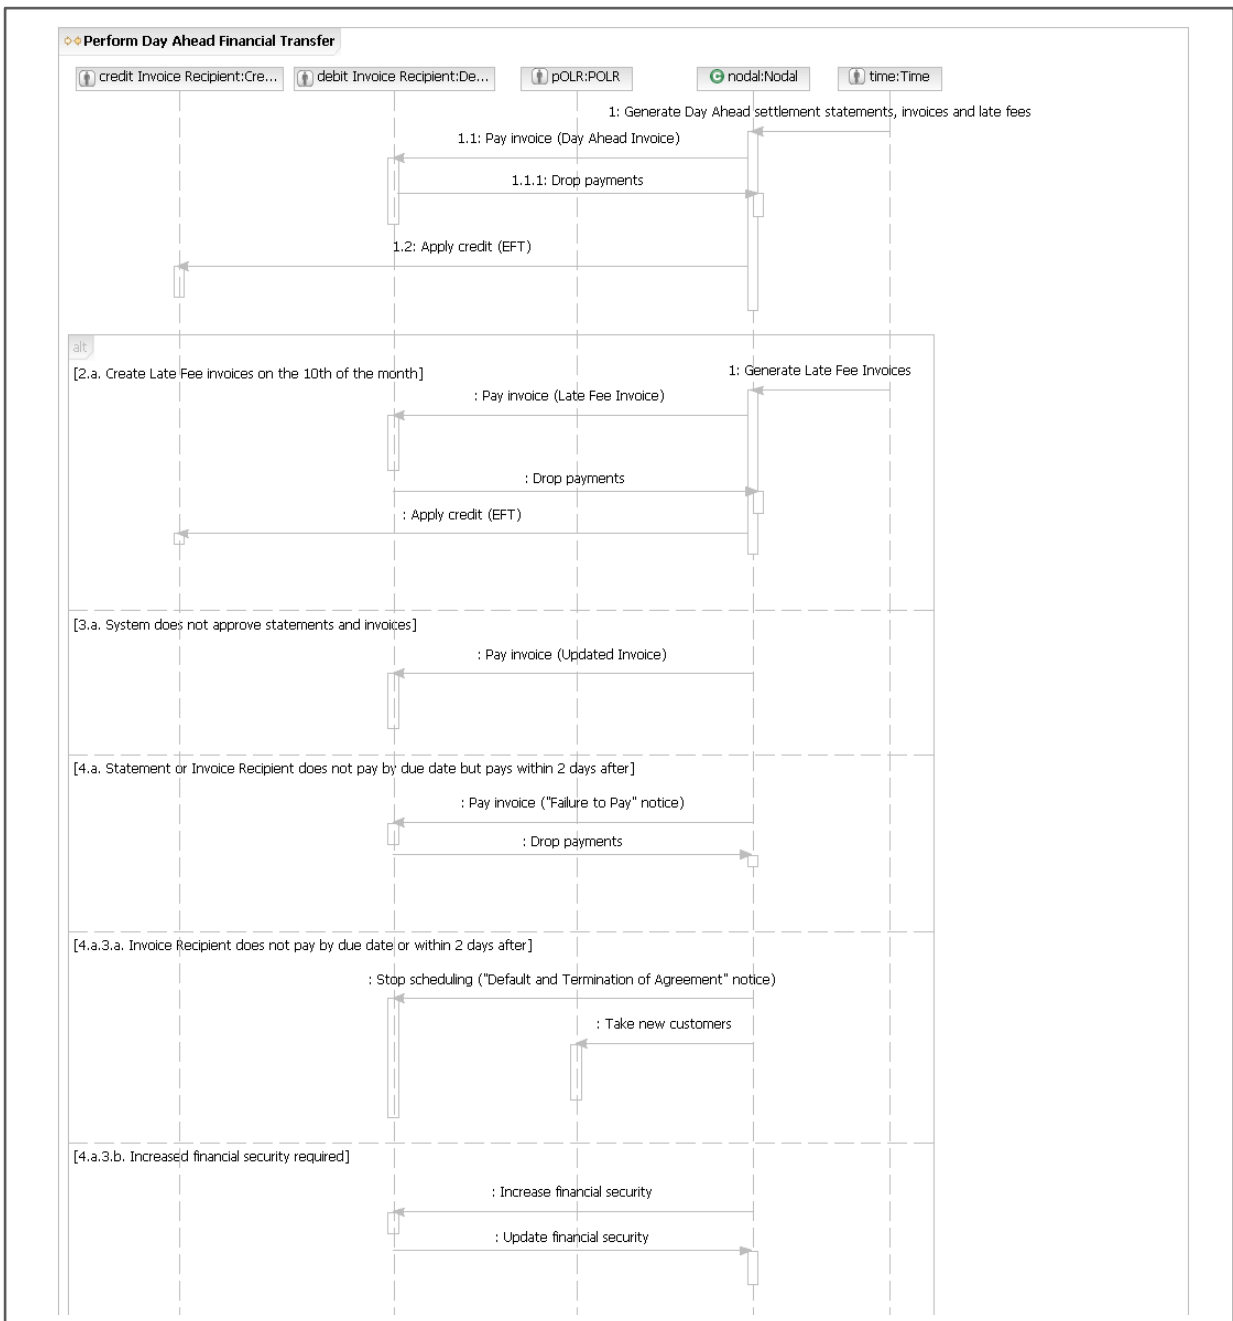 Perform Day Ahead Financial Transfer
credit Invoice Recipient:Cre...
debit Invoice Recipient:De...
pOLR:POLR
nodal:Nodal
time:Time
1: Generate Day Ahead settlement statements, invoices and late fees
1.1: Pay invoice (Day Ahead Invoice)
1.1.1: Drop payments
1.2: Apply credit (EFT)
alt
[2.a. Create Late Fee invoices on the 10th of the month]
1: Generate Late Fee Invoices
: Pay invoice (Late Fee Invoice)
: Drop payments
: Apply credit (EFT)
[3.a. System does not approve statements and invoices]
: Pay invoice (Updated Invoice)
[4.a. Statement or Invoice Recipient does not pay by due date but pays within 2 days after]
: Pay invoice ("Failure to Pay" notice)
: Drop payments
[4.a.3.a. Invoice Recipient does not pay by due date or within 2 days after]
: Stop scheduling ("Default and Termination of Agreement" notice)
: Take new customers
[4.a.3.b. Increased financial security required]
: Increase financial security
: Update financial security